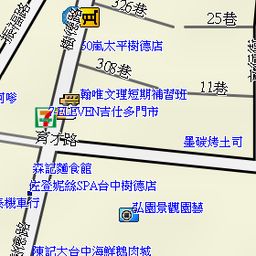 326巷
25巷
50嵐太平樹德店
308巷
11巷
翰唯文理短期補習班
7-ELEVEN吉仕多門市
育才路
墨碳烤土司
森記麵食館
佐登妮絲SPA台中樹德店
機車行
弘園景觀園藝
陳記大台中海鮮鵝肉城